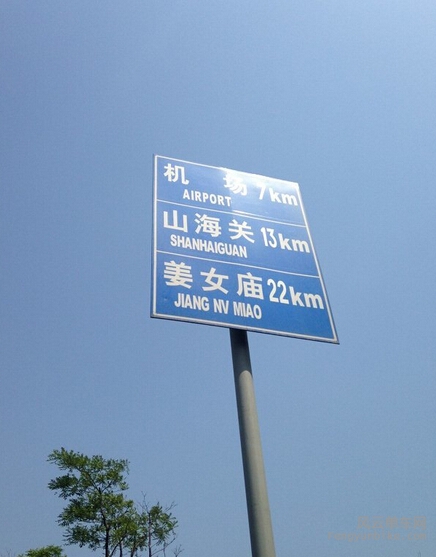 机 场 7km
AIRPORT
山海关 13km
SHANHAIGUAN
姜女庙 22km
JIANG NV MIAO